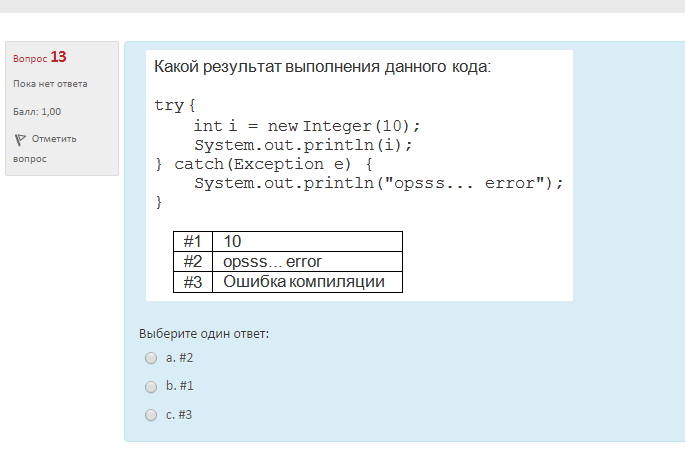 Вопрос 13
Пока нет ответа
Балл: 1,00
Отметить
вопрос
Какой результат выполнения данного кода:
try {
int i = new Integer(10);
System.out.println(i);
} catch(Exception e) {
System.out.println("opsss... error");
}
#1 10
#2 opsss... error
#3 Ошибка компиляции
Выберите один ответ:
a. #2
b. #1
c. #3